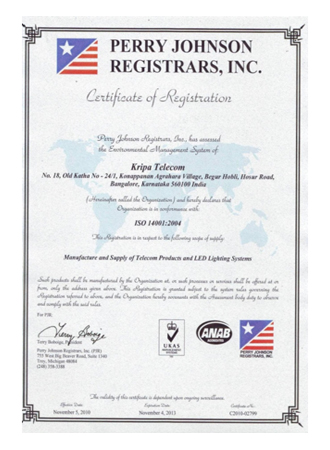 PERRY JOHNSON
REGISTRARS, INC.
Certificate of Registration
Perry Johnson Registrars, Inc., has assessed
the Environmental Management System of:
Kripa Telecom
No. 18, Old Katha No - 24/1, Konappanan Agrahara Village, Begur Hobli, Hosur Road,
Bangalore, Karnataka 560100 India
(Hereinafter called the Organization) and hereby declares that
Organization is in conformance with:
ISO 14001:2004
This Registration is in respect to the following scope of supply:
Manufacture and Supply of Telecom Products and LED Lighting Systems
Such products shall be manufactured by the Organization at, or such processes or services shall be offered at or
from, only the address given above. This Registration is granted subject to the system rules governing the
Registration referred to above, and the Organization hereby covenants with the Assessment body duty to observe
and comply with the said rules.
For PJR:
Terry Boboige, President
Perry Johnson Registrars, Inc. (PJR)
755 West Big Beaver Road, Suite 1340
Troy, Michigan 48084
(248) 358-3388
UKAS
ANAB
PERRY JOHNSON
REGISTRARS, INC.
The validity of this certificate is dependent upon ongoing surveillance.
Effective Date: Expiration Date: Certificate No.:
November 5, 2010 November 4, 2013 C2010-02799